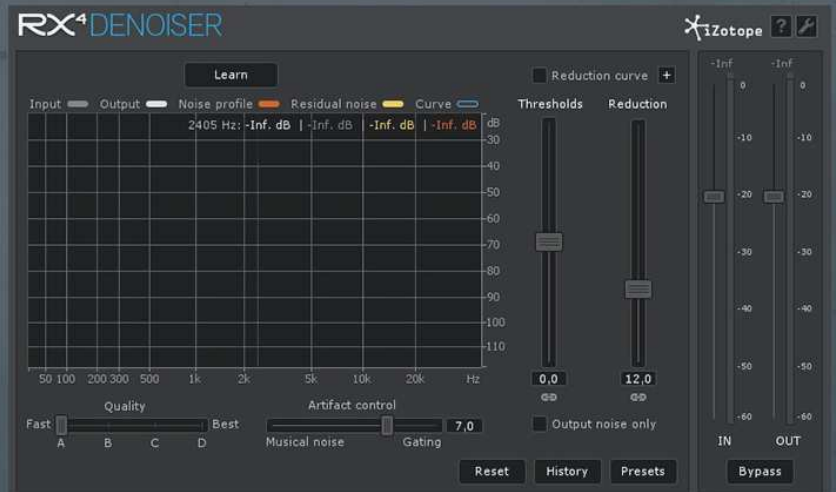 RX4 DENOISER
iZotope ?
Learn
Reduction curve +
-Inf -Inf
Input Output Noise profile Residual noise Curve
Thresholds Reduction
2405 Hz: -Inf. dB | -Inf. dB | -Inf. dB | -Inf. dB
dB
-30
-40
-50
-60
-70
-80
-90
-100
-110
50 100 200 300 500 1k 2k 5k 10k 20k Hz
0,0 12,0
0 0
-10 -10
-20 -20
-30 -30
-40 -40
-50 -50
-60 -60
IN OUT
Quality
Fast Best
A B C D
Artifact control
7,0
Musical noise Gating
Output noise only
Reset History Presets Bypass